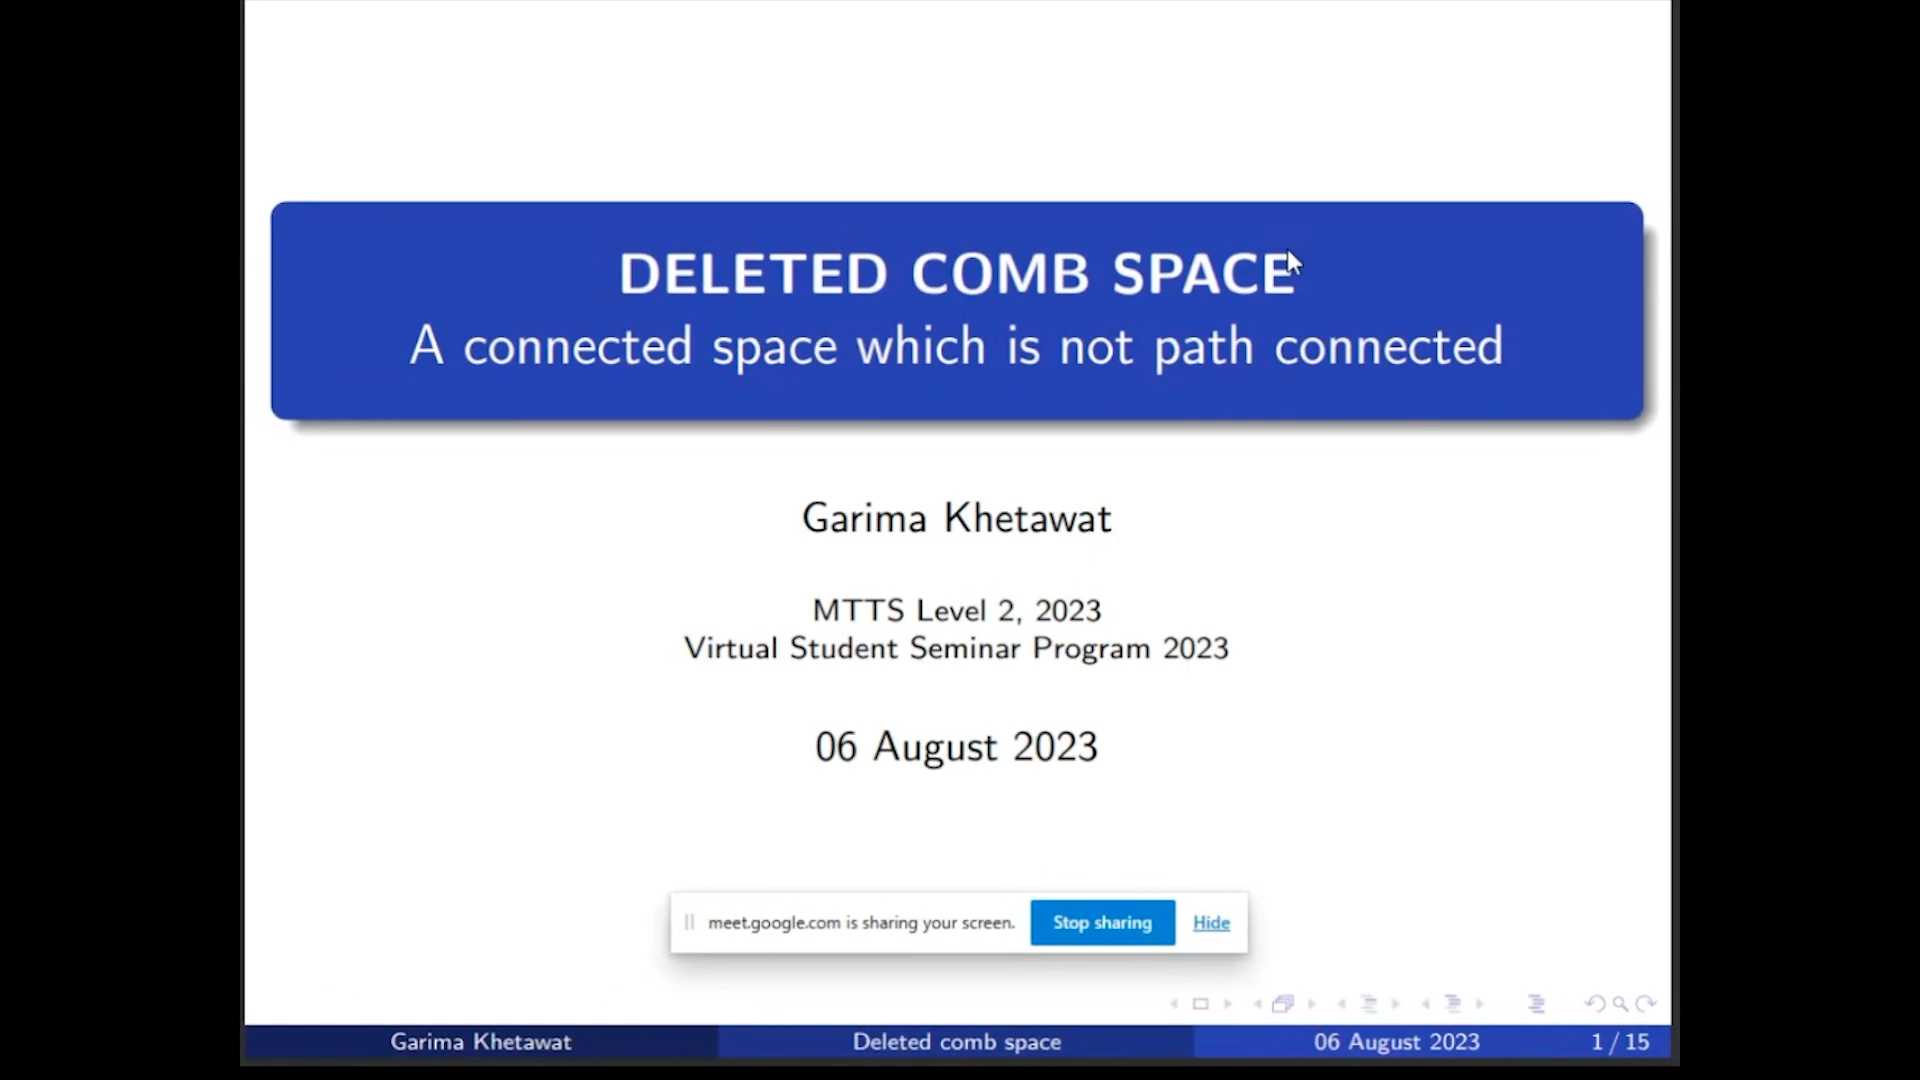 DELETED COMB SPACE
A connected space which is not path connected
Garima Khetawat
MTTS Level 2, 2023
Virtual Student Seminar Program 2023
06 August 2023
meet.google.com is sharing your screen. Stop sharing Hide
Garima Khetawat Deleted comb space 06 August 2023 1 / 15